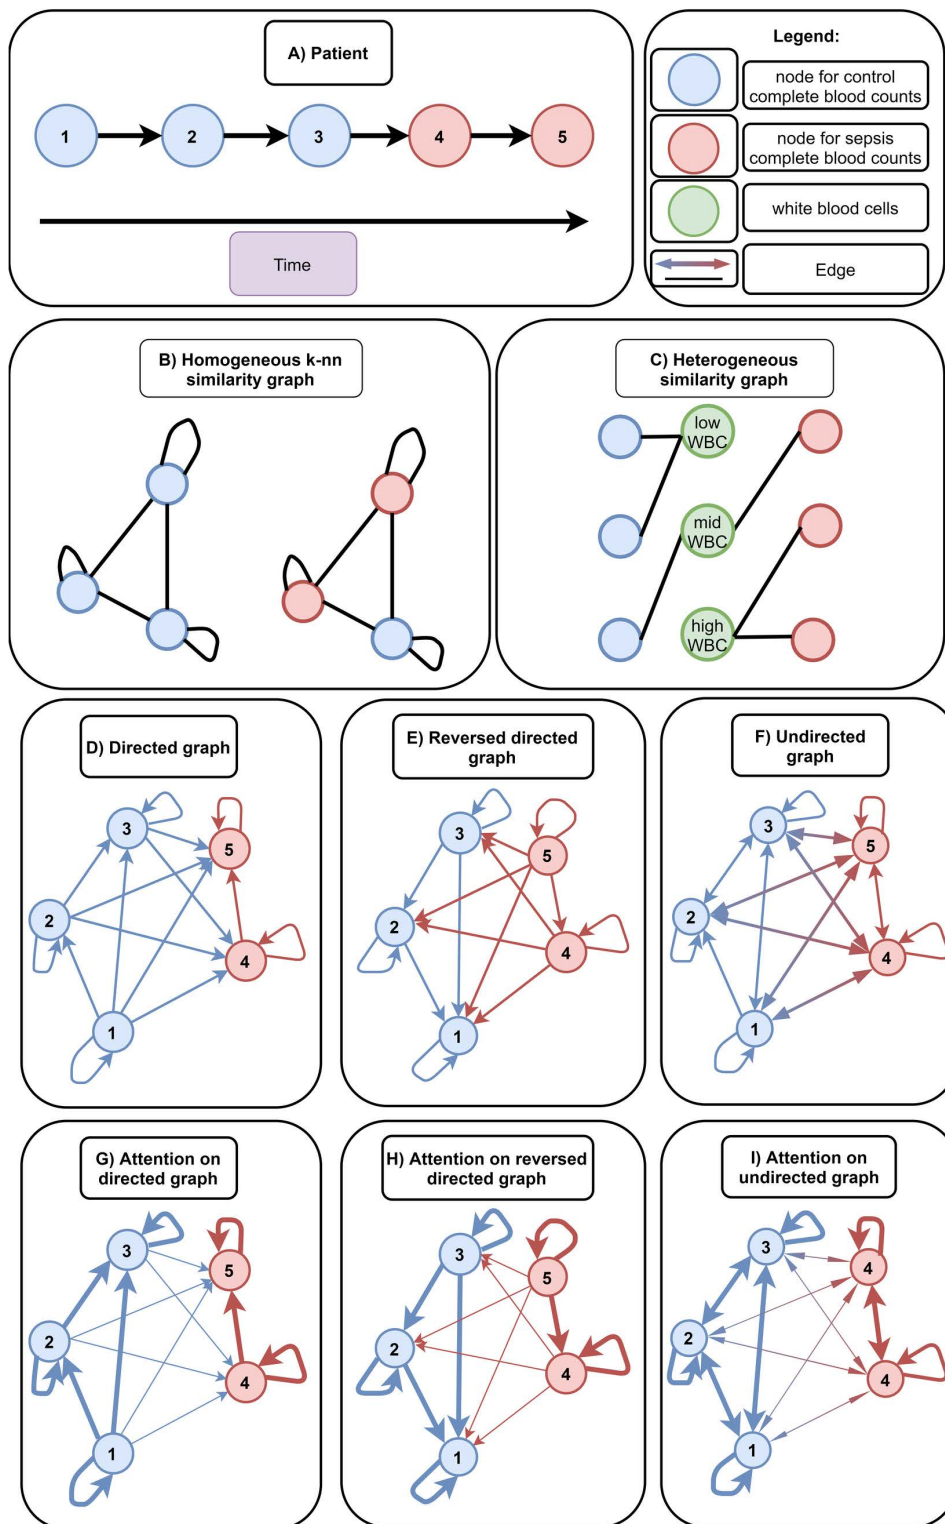 A) Patient
1
2
3
4
5
Time
Legend:
node for control
complete blood counts
node for sepsis
complete blood counts
white blood cells
Edge
B) Homogeneous k-nn
similarity graph
C) Heterogeneous
similarity graph
low
WBC
mid
WBC
high
WBC
D) Directed graph
3
5
2
4
1
E) Reversed directed
graph
3
5
2
4
1
F) Undirected
graph
3
5
2
4
1
G) Attention on
directed graph
3
5
2
4
1
H) Attention on reversed
directed graph
3
5
2
4
1
I) Attention on
undirected graph
3
4
2
4
1